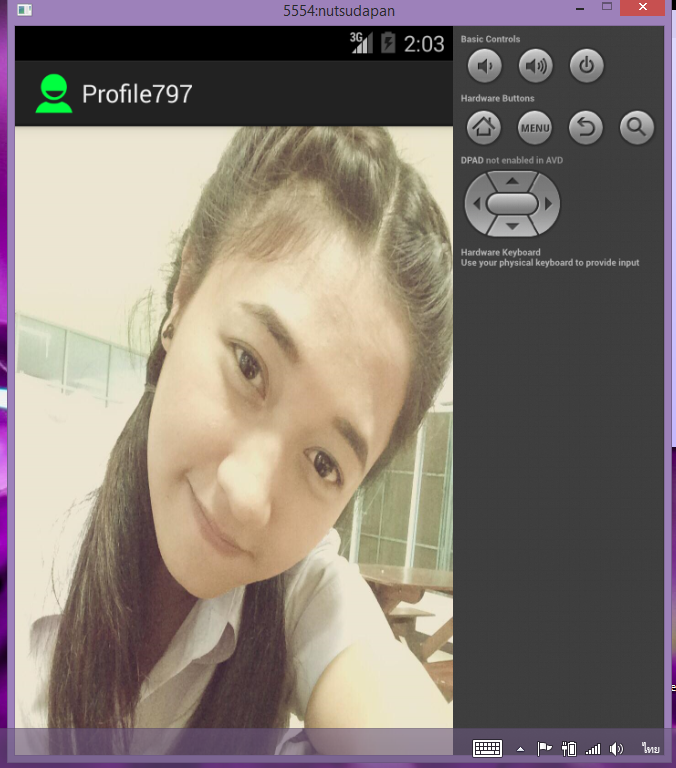 5554:nutsudapan
3G 2:03
Profile797
Basic Controls
Hardware Buttons
MENU
DPAD not enabled in AVD
Hardware Keyboard
Use your physical keyboard to provide input
ไทย